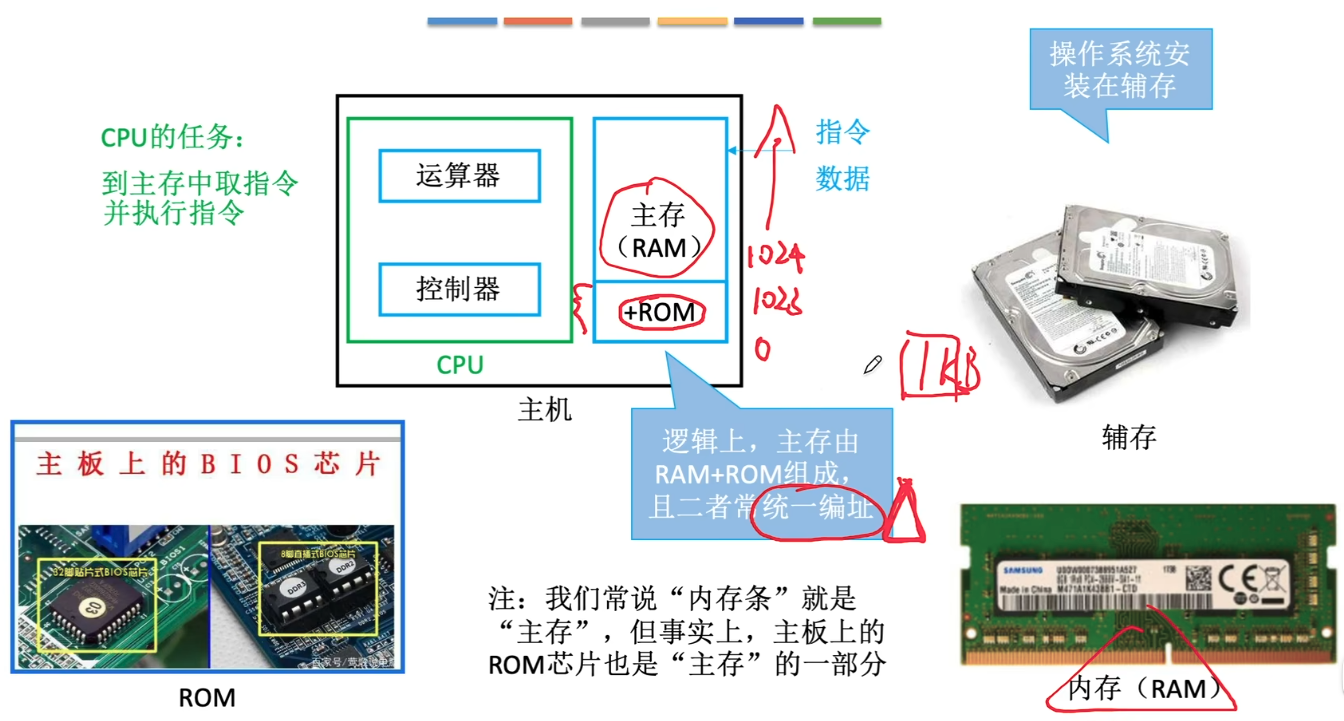 操作系统安
装在辅存
CPU的任务：
到主存中取指令
并执行指令
运算器
控制器
CPU
主存
（RAM）
+ROM
指令
数据
1024
1023
0
1KB
主机
辅存
逻辑上，主存由
RAM+ROM组成，
且二者常统一编址
主板上的BIOS芯片
32脚贴片式BIOS芯片
8脚直插式BIOS芯片
03
DDR1
DDR2
ROM
注：我们常说“内存条”就是
“主存”，但事实上，主板上的
ROM芯片也是“主存”的一部分
SAMSUNG
Made in China
M471A1K43BB1-CTD
内存（RAM）